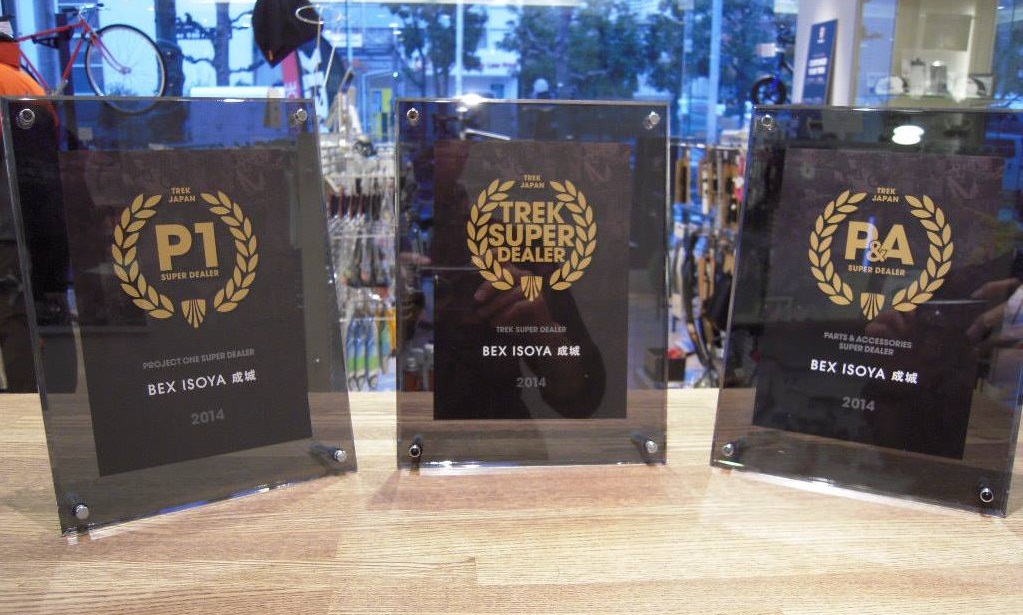 TREK
JAPAN
P1
SUPER DEALER
PROJECT ONE SUPER DEALER
BEX ISOYA 成城
2014
TREK
JAPAN
TREK
SUPER
DEALER
TREK SUPER DEALER
BEX ISOYA 成城
2014
TREK
JAPAN
P&A
SUPER DEALER
PARTS & ACCESSORIES
SUPER DEALER
BEX ISOYA 成城
2014